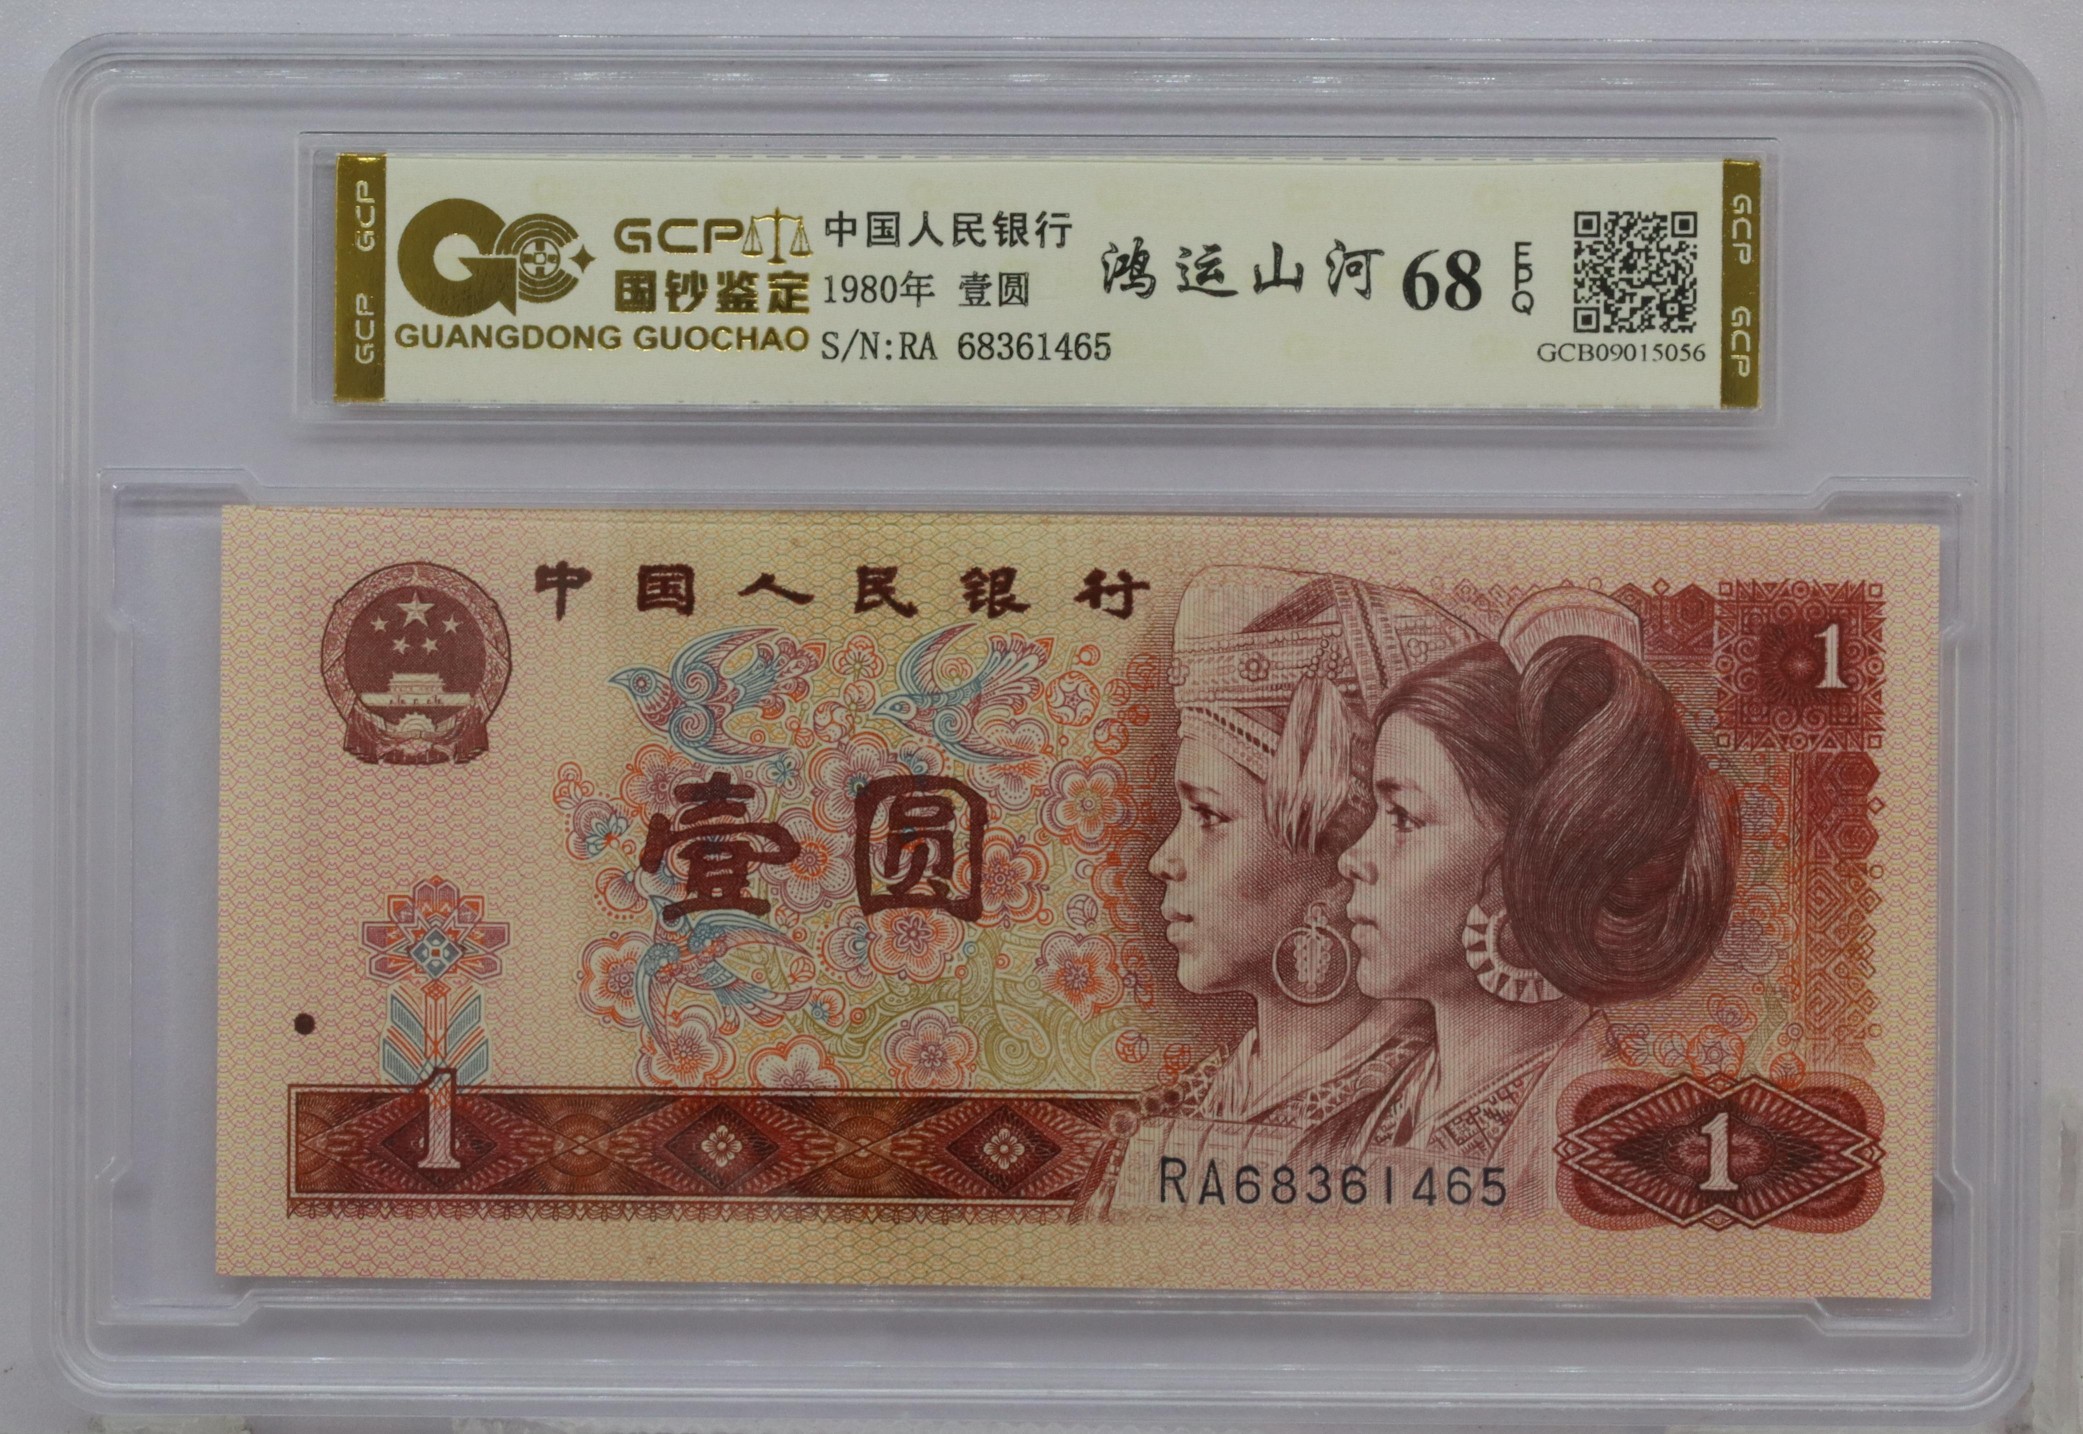 GCP GCP
GCP
国钞鉴定
GUANGDONG GUOCHAO
中国人民银行
1980年 壹圆
S/N:RA 68361465
鸿运山河 68 EPQ
GCB09015056
GCP GCP
中国人民银行
1
壹圆
1
RA68361465
1